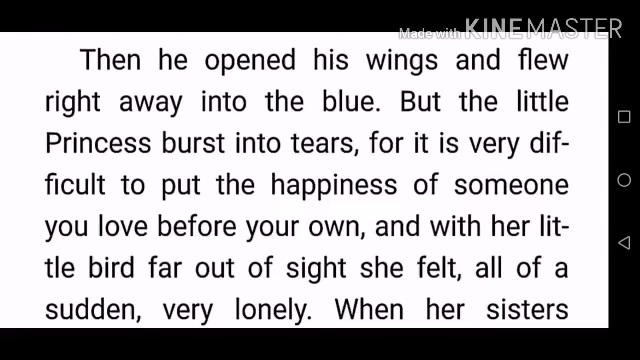 Made with KINEMASTER
Then he opened his wings and flew
right away into the blue. But the little
Princess burst into tears, for it is very dif-
ficult to put the happiness of someone
you love before your own, and with her lit-
tle bird far out of sight she felt, all of a
sudden, very lonely. When her sisters